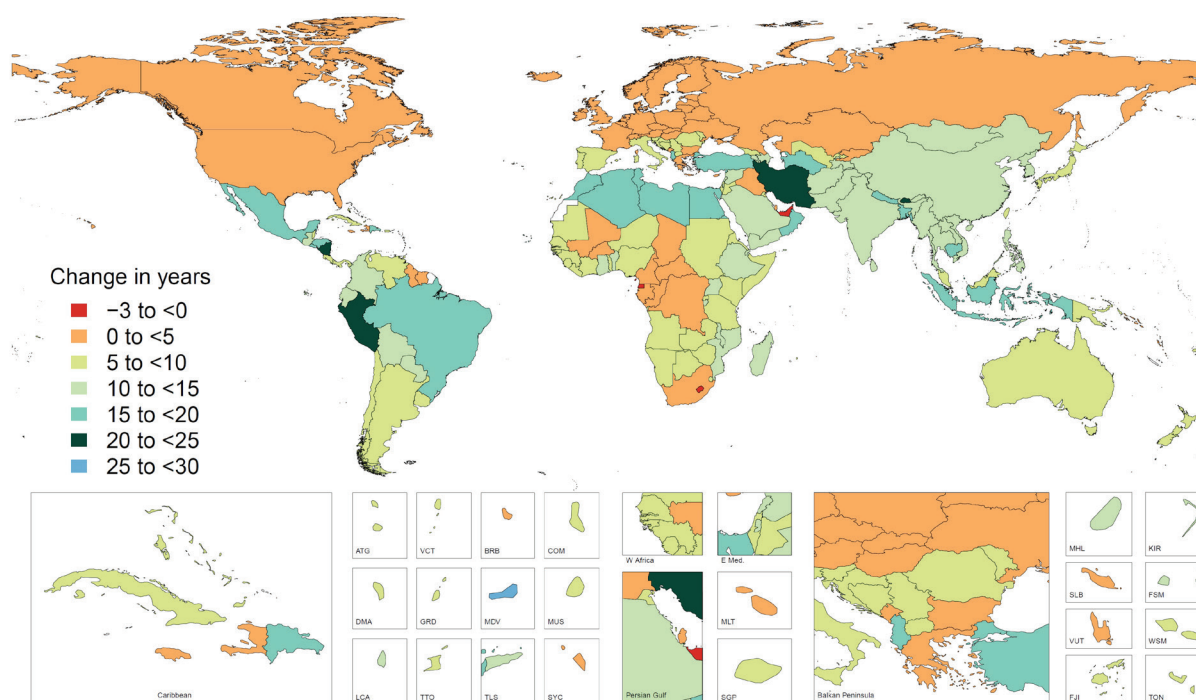 Change in years
−3 to <0
0 to <5
5 to <10
10 to <15
15 to <20
20 to <25
25 to <30
Caribbean
ATG
VCT
BRB
COM
DMA
GRD
MDV
MUS
LCA
TTO
TLS
SYC
W Africa
E Med.
Persian Gulf
MLT
SGP
Balkan Peninsula
MHL
KIR
SLB
FSM
VUT
WSM
FJI
TON